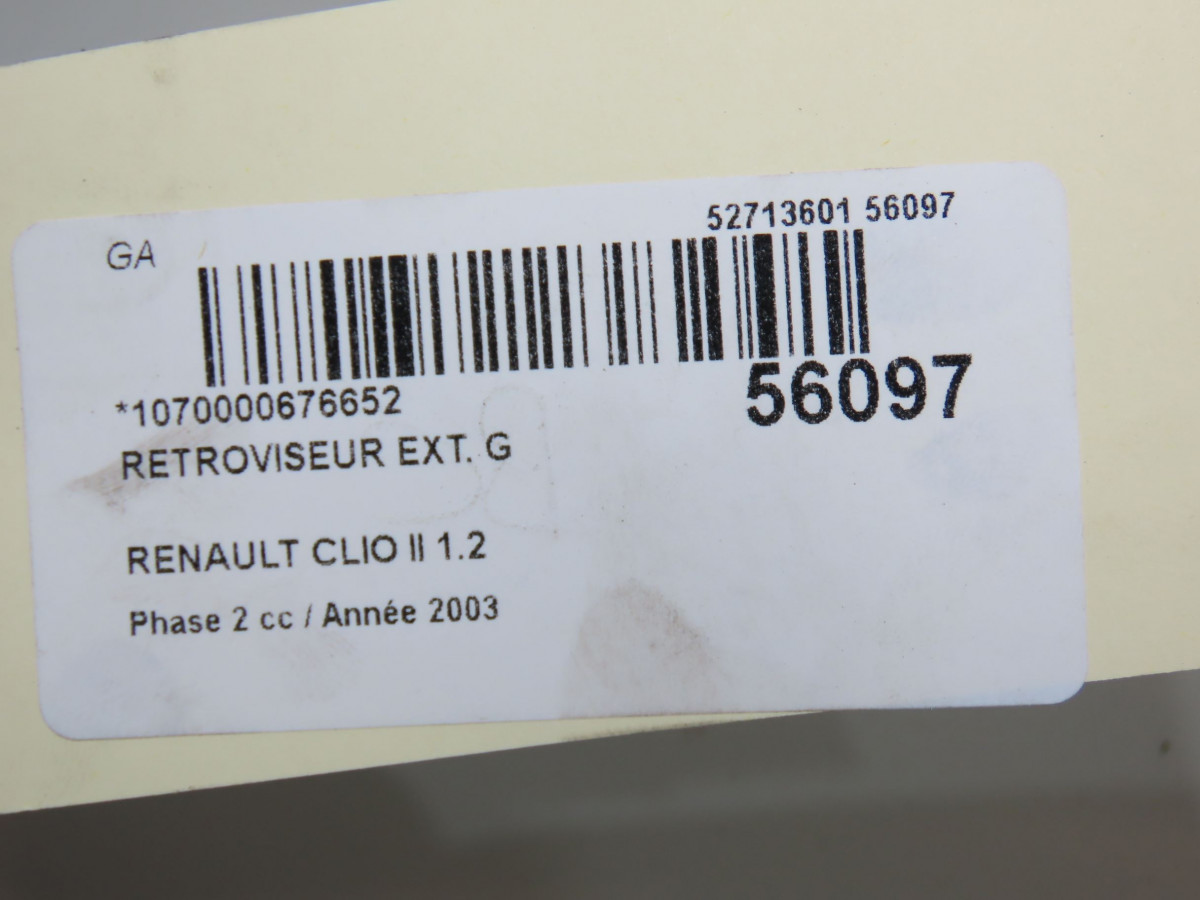 52713601 56097
GA
*1070000676652
56097
RETROVISEUR EXT. G
RENAULT CLIO II 1.2
Phase 2 cc / Année 2003